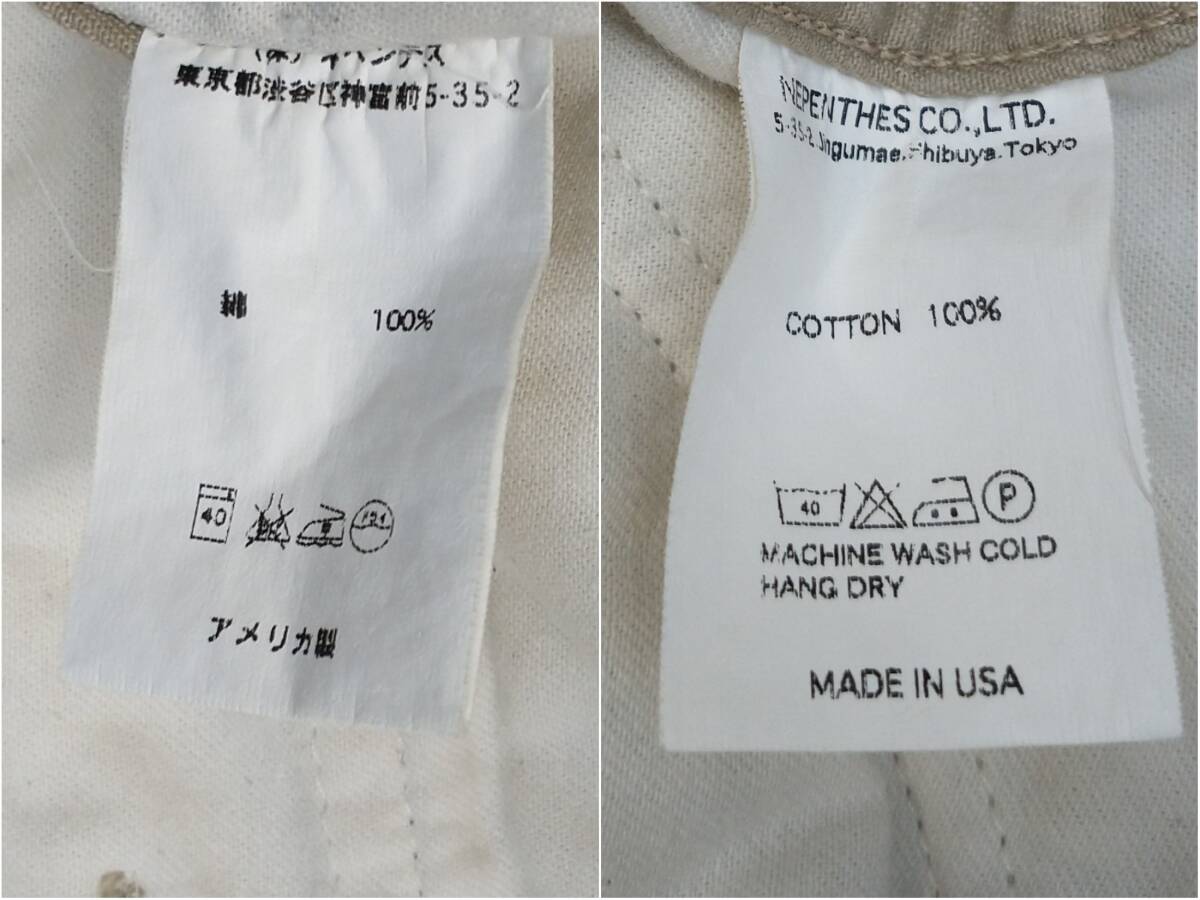 (株)ネペンテス
東京都渋谷区神宮前5-35-2
綿 100%
40
アメリカ製
NEPENTHES CO.,LTD.
5-35-2 Jingumae.Shibuya.Tokyo
COTTON 100%
40 P
MACHINE WASH COLD
HANG DRY
MADE IN USA